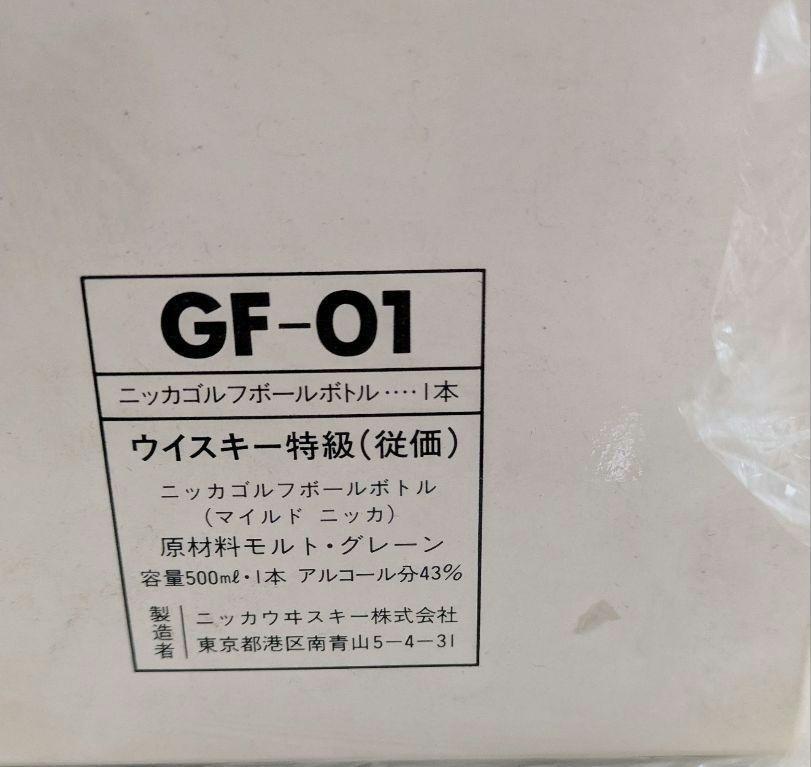 GF-01
ニッカゴルフボールボトル‥‥1本
ウイスキー特級(従価)
ニッカゴルフボールボトル
(マイルド ニッカ)
原材料モルト・グレーン
容量500mℓ・1本 アルコール分43%
製造者
ニッカウヰスキー株式会社
東京都港区南青山5-4-31